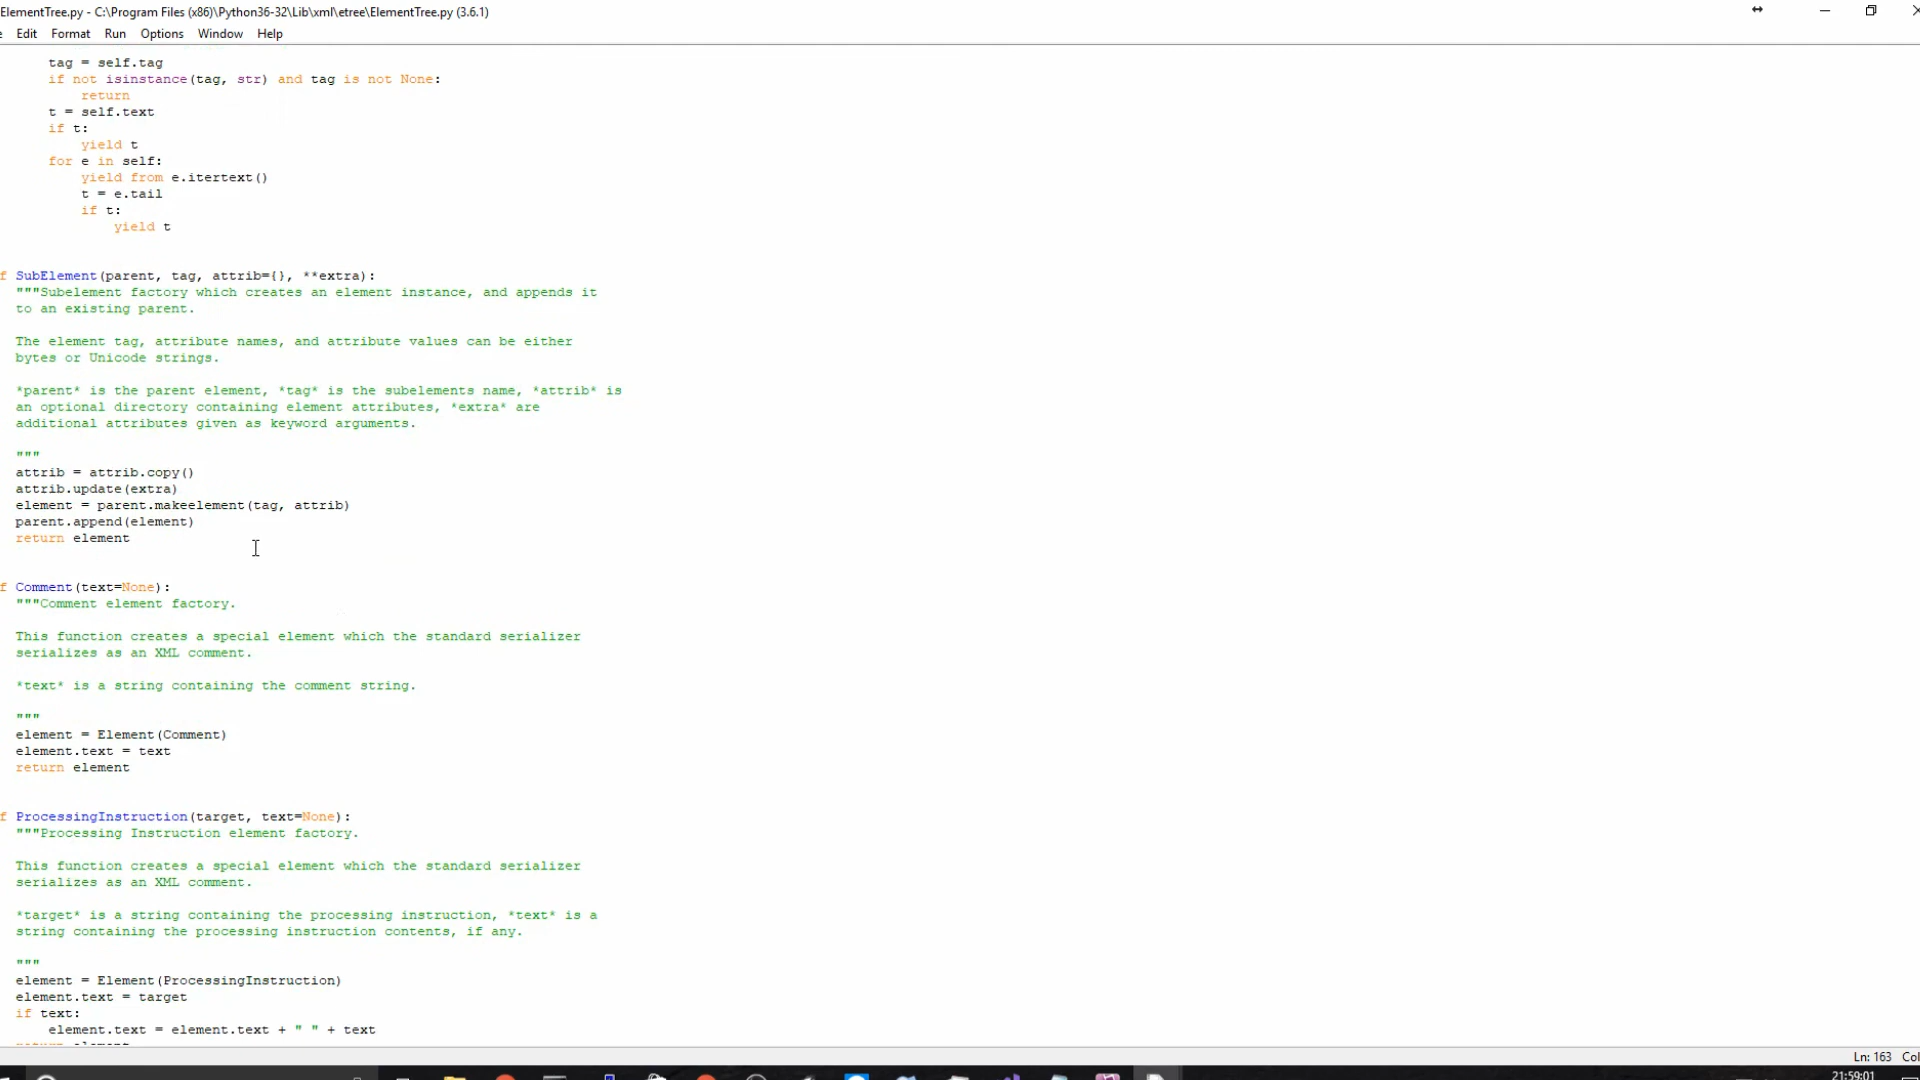 ElementTree.py - C:\Program Files (x86)\Python36-32\Lib\xml\etree\ElementTree.py (3.6.1)
e Edit Format Run Options Window Help
tag = self.tag
if not isinstance(tag, str) and tag is not None:
return
t = self.text
if t:
yield t
for e in self:
yield from e.itertext()
t = e.tail
if t:
yield t
f SubElement(parent, tag, attrib={}, **extra):
"""Subelement factory which creates an element instance, and appends it
to an existing parent.
The element tag, attribute names, and attribute values can be either
bytes or Unicode strings.
*parent* is the parent element, *tag* is the subelements name, *attrib* is
an optional directory containing element attributes, *extra* are
additional attributes given as keyword arguments.
"""
attrib = attrib.copy()
attrib.update(extra)
element = parent.makeelement(tag, attrib)
parent.append(element)
return element
f Comment(text=None):
"""Comment element factory.
This function creates a special element which the standard serializer
serializes as an XML comment.
*text* is a string containing the comment string.
"""
element = Element(Comment)
element.text = text
return element
f ProcessingInstruction(target, text=None):
"""Processing Instruction element factory.
This function creates a special element which the standard serializer
serializes as an XML comment.
*target* is a string containing the processing instruction, *text* is a
string containing the processing instruction contents, if any.
"""
element = Element(ProcessingInstruction)
element.text = target
if text:
element.text = element.text + " " + text
return element
Ln: 163 Col
21:59:01